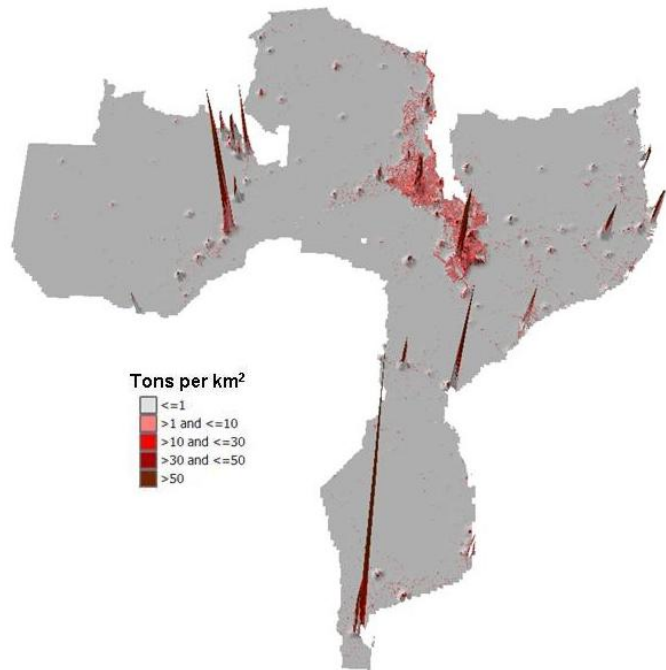 Tons per km²
<=1
>1 and <=10
>10 and <=30
>30 and <=50
>50